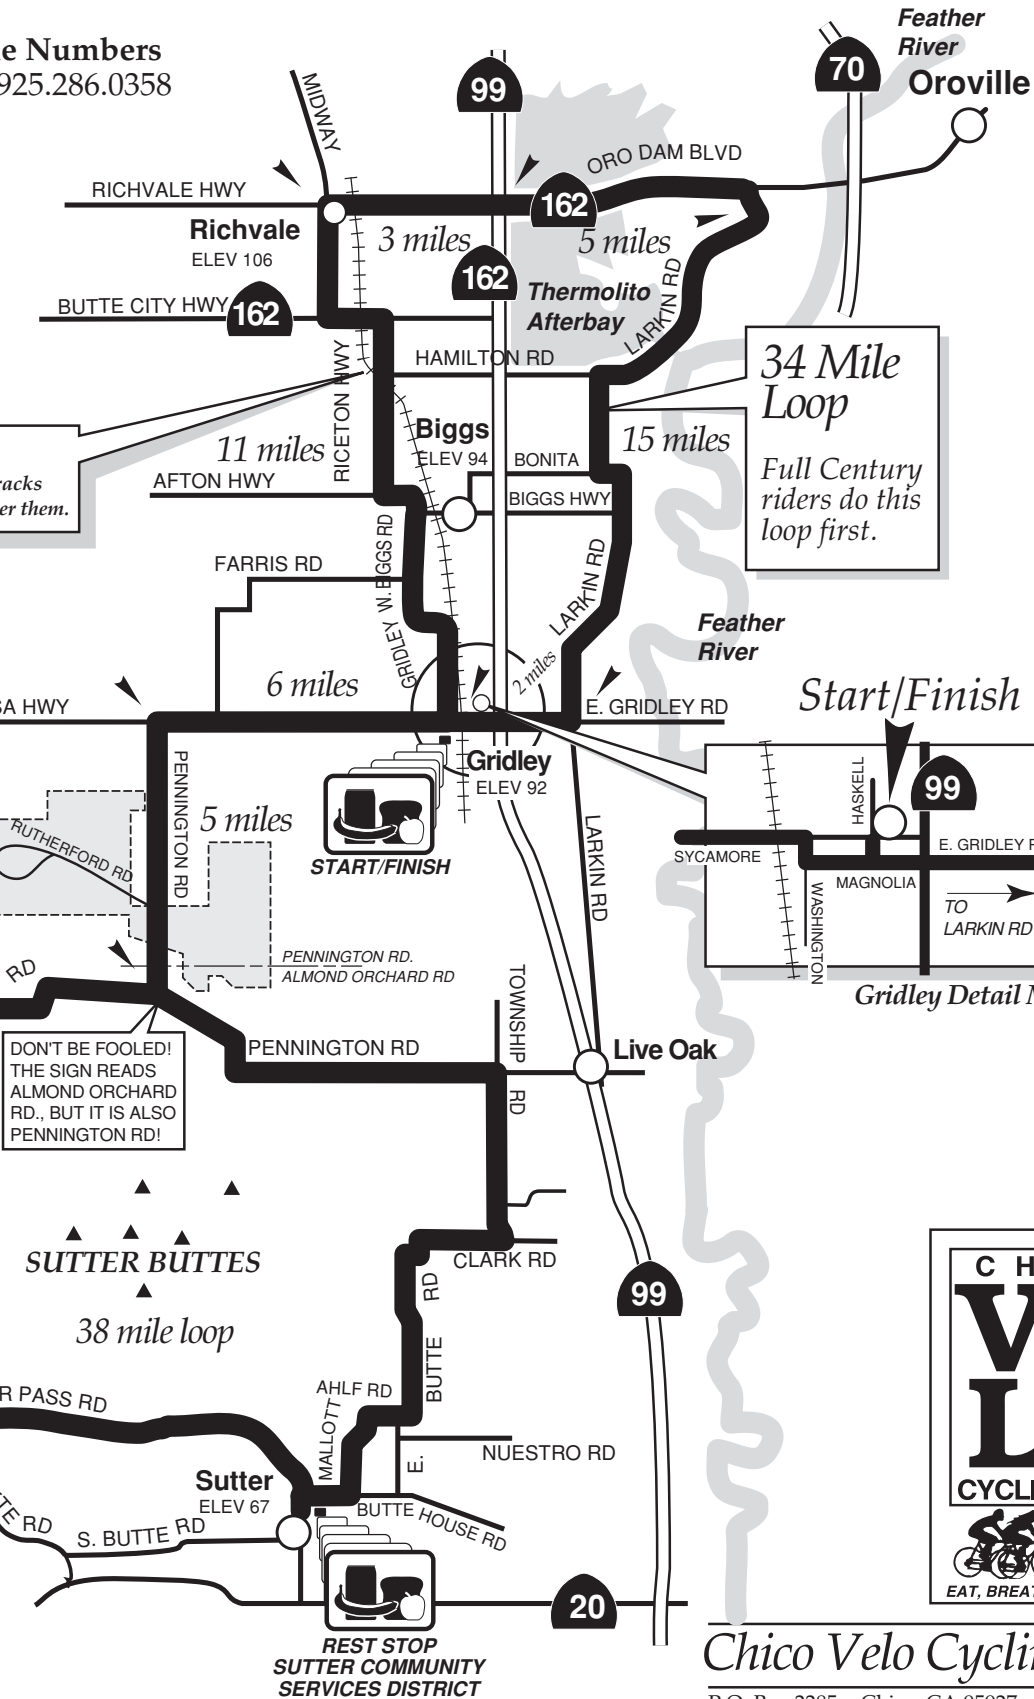 e Numbers
925.286.0358
MIDWAY
99
70
Feather
River
Oroville
RICHVALE HWY
ORO DAM BLVD
162
Richvale
ELEV 106
3 miles
5 miles
162
BUTTE CITY HWY
162
Thermolito
Afterbay
LARKIN RD
HAMILTON RD
RICETON HWY
34 Mile
Loop
Full Century
riders do this
loop first.
11 miles
Biggs
ELEV 94
BONITA
15 miles
racks
er them.
AFTON HWY
BIGGS HWY
GRIDLEY W. BIGGS RD
FARRIS RD
LARKIN RD
Feather
River
6 miles
2 miles
SA HWY
E. GRIDLEY RD
Start/Finish
Gridley
ELEV 92
PENNINGTON RD
5 miles
START/FINISH
LARKIN RD
RUTHERFORD RD
HASKELL
99
SYCAMORE
E. GRIDLEY R
MAGNOLIA
WASHINGTON
TO
LARKIN RD
Gridley Detail M
RD
PENNINGTON RD.
ALMOND ORCHARD RD
TOWNSHIP RD
DON'T BE FOOLED!
THE SIGN READS
ALMOND ORCHARD
RD., BUT IT IS ALSO
PENNINGTON RD!
PENNINGTON RD
Live Oak
SUTTER BUTTES
38 mile loop
CLARK RD
99
E. BUTTE RD
R PASS RD
AHLF RD
MALLOTT
NUESTRO RD
Sutter
ELEV 67
BUTTE HOUSE RD
TE RD
S. BUTTE RD
20
REST STOP
SUTTER COMMUNITY
SERVICES DISTRICT
C H
V
L
CYCLI
EAT, BREAT
Chico Velo Cyclin